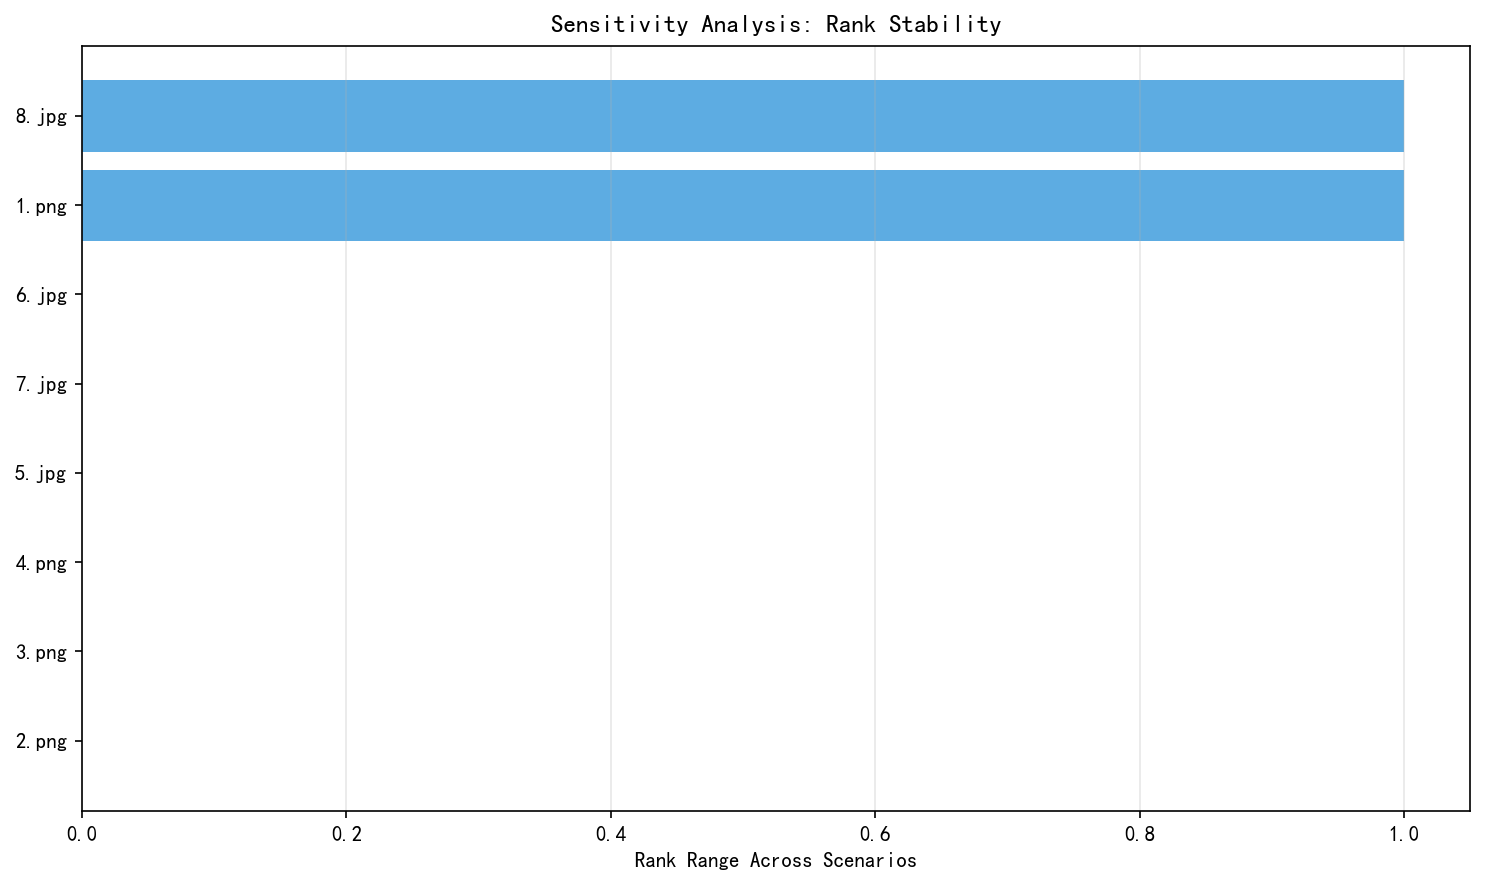 Sensitivity Analysis: Rank Stability
8.jpg
1.png
6.jpg
7.jpg
5.jpg
4.png
3.png
2.png
0.0 0.2 0.4 0.6 0.8 1.0
Rank Range Across Scenarios